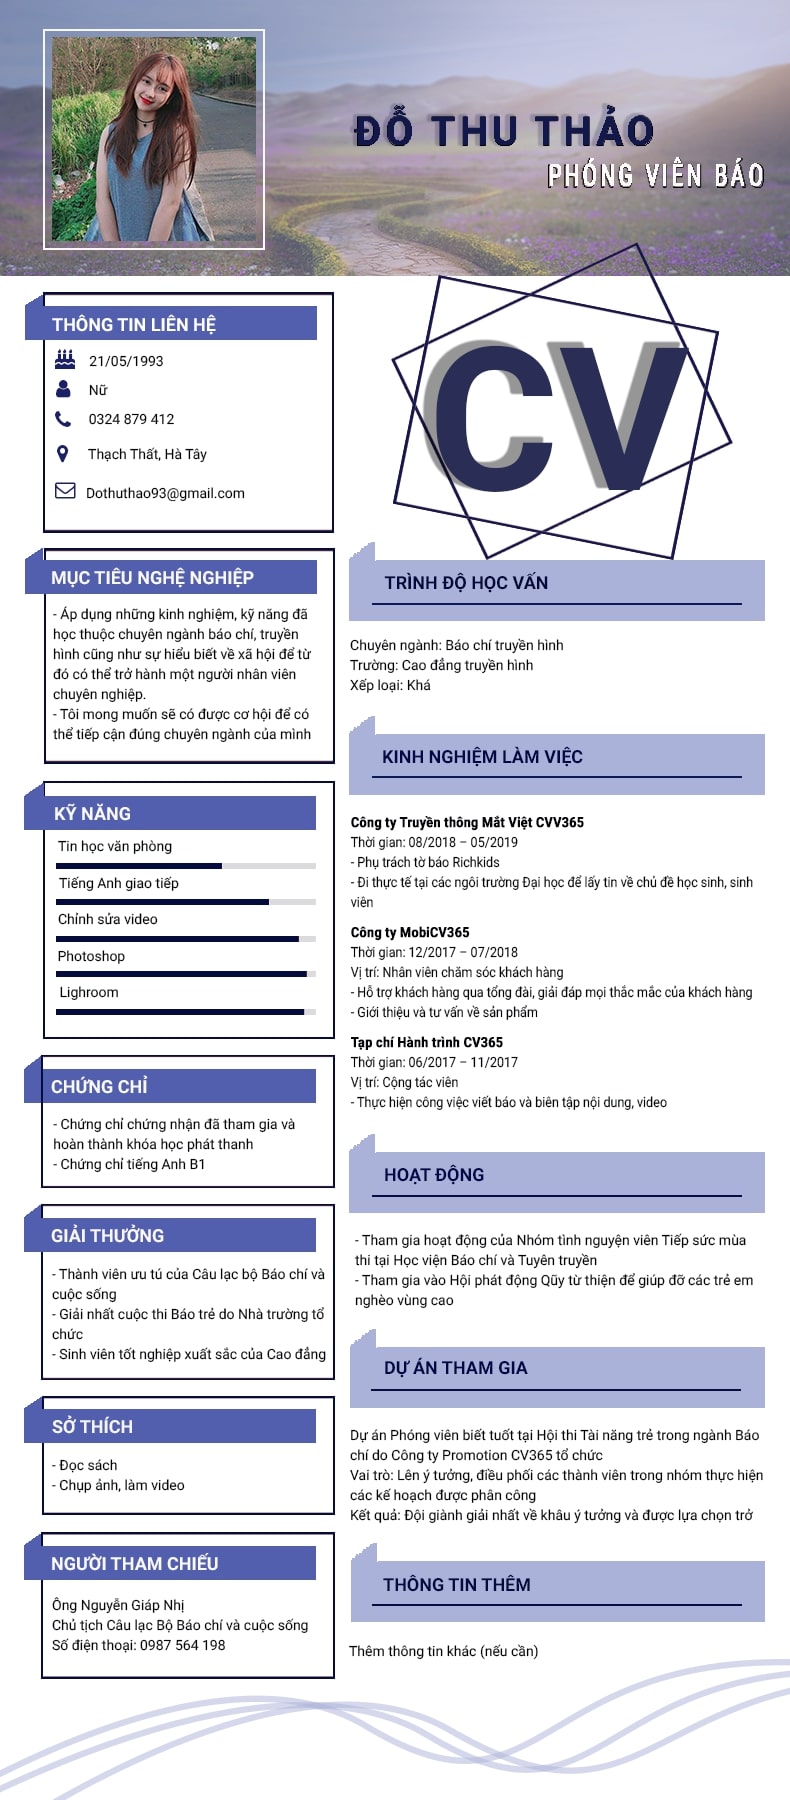 ĐỖ THU THẢO
PHÓNG VIÊN BÁO
THÔNG TIN LIÊN HỆ
21/05/1993
Nữ
0324 879 412
Thạch Thất, Hà Tây
Dothuthao93@gmail.com
CV
MỤC TIÊU NGHỆ NGHIỆP
- Áp dụng những kinh nghiệm, kỹ năng đã
học thuộc chuyên ngành báo chí, truyền
hình cũng như sự hiểu biết về xã hội để từ
đó có thể trở hành một người nhân viên
chuyên nghiệp.
- Tôi mong muốn sẽ có được cơ hội để có
thể tiếp cận đúng chuyên ngành của mình
KỸ NĂNG
Tin học văn phòng
Tiếng Anh giao tiếp
Chỉnh sửa video
Photoshop
Lighroom
CHỨNG CHỈ
- Chứng chỉ chứng nhận đã tham gia và
hoàn thành khóa học phát thanh
- Chứng chỉ tiếng Anh B1
GIẢI THƯỞNG
- Thành viên ưu tú của Câu lạc bộ Báo chí và
cuộc sống
- Giải nhất cuộc thi Báo trẻ do Nhà trường tổ
chức
- Sinh viên tốt nghiệp xuất sắc của Cao đẳng
SỞ THÍCH
- Đọc sách
- Chụp ảnh, làm video
NGƯỜI THAM CHIẾU
Ông Nguyễn Giáp Nhị
Chủ tịch Câu lạc Bộ Báo chí và cuộc sống
Số điện thoại: 0987 564 198
TRÌNH ĐỘ HỌC VẤN
Chuyên ngành: Báo chí truyền hình
Trường: Cao đẳng truyền hình
Xếp loại: Khá
KINH NGHIỆM LÀM VIỆC
Công ty Truyền thông Mắt Việt CVV365
Thời gian: 08/2018 – 05/2019
- Phụ trách tờ báo Richkids
- Đi thực tế tại các ngôi trường Đại học để lấy tin về chủ đề học sinh, sinh
viên
Công ty MobiCV365
Thời gian: 12/2017 – 07/2018
Vị trí: Nhân viên chăm sóc khách hàng
- Hỗ trợ khách hàng qua tổng đài, giải đáp mọi thắc mắc của khách hàng
- Giới thiệu và tư vấn về sản phẩm
Tạp chí Hành trình CV365
Thời gian: 06/2017 – 11/2017
Vị trí: Cộng tác viên
- Thực hiện công việc viết báo và biên tập nội dung, video
HOẠT ĐỘNG
- Tham gia hoạt động của Nhóm tình nguyện viên Tiếp sức mùa
thi tại Học viện Báo chí và Tuyên truyền
- Tham gia vào Hội phát động Qũy từ thiện để giúp đỡ các trẻ em
nghèo vùng cao
DỰ ÁN THAM GIA
Dự án Phóng viên biết tuốt tại Hội thi Tài năng trẻ trong ngành Báo
chí do Công ty Promotion CV365 tổ chức
Vai trò: Lên ý tưởng, điều phối các thành viên trong nhóm thực hiện
các kế hoạch được phân công
Kết quả: Đội giành giải nhất về khâu ý tưởng và được lựa chọn trở
THÔNG TIN THÊM
Thêm thông tin khác (nếu cần)